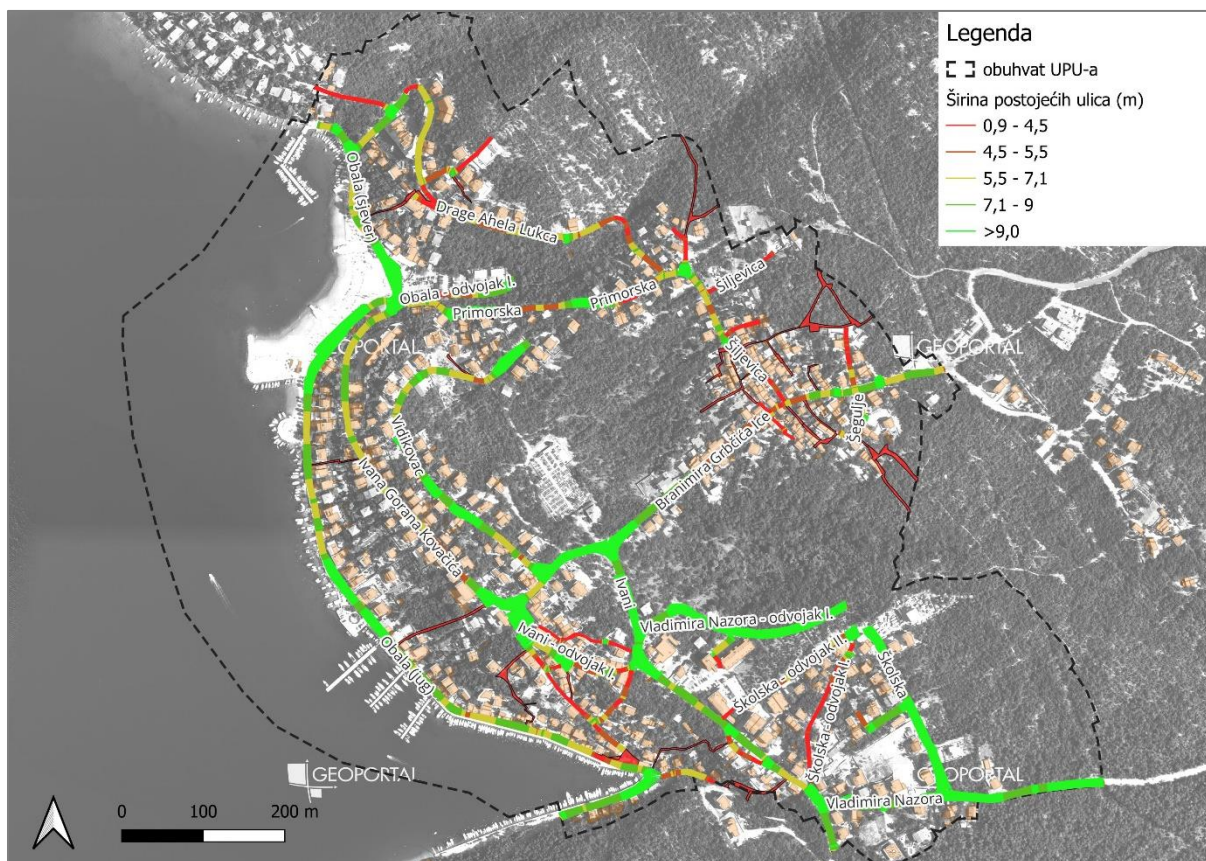 Legenda
obuhvat UPU-a
Širina postojećih ulica (m)
0,9 - 4,5
4,5 - 5,5
5,5 - 7,1
7,1 - 9
>9,0
Obala (sjever)
Drage Ahela Lukca
Obala - odvojak I.
Primorska
Primorska
Šiljevica
Šiljevica
GEOPORTAL
OPORTAL
Vidikovac
Šegulje
Branimira Grbčića Iće
Ivana Gorana Kovačića
Ivani
Vladimira Nazora - odvojak I.
Ivani - odvojak I.
Školska - odvojak II.
Školska
Obala (jug)
Školska - odvojak I.
GEOPORTAL
GEOPORTAL
Vladimira Nazora
0 100 200 m